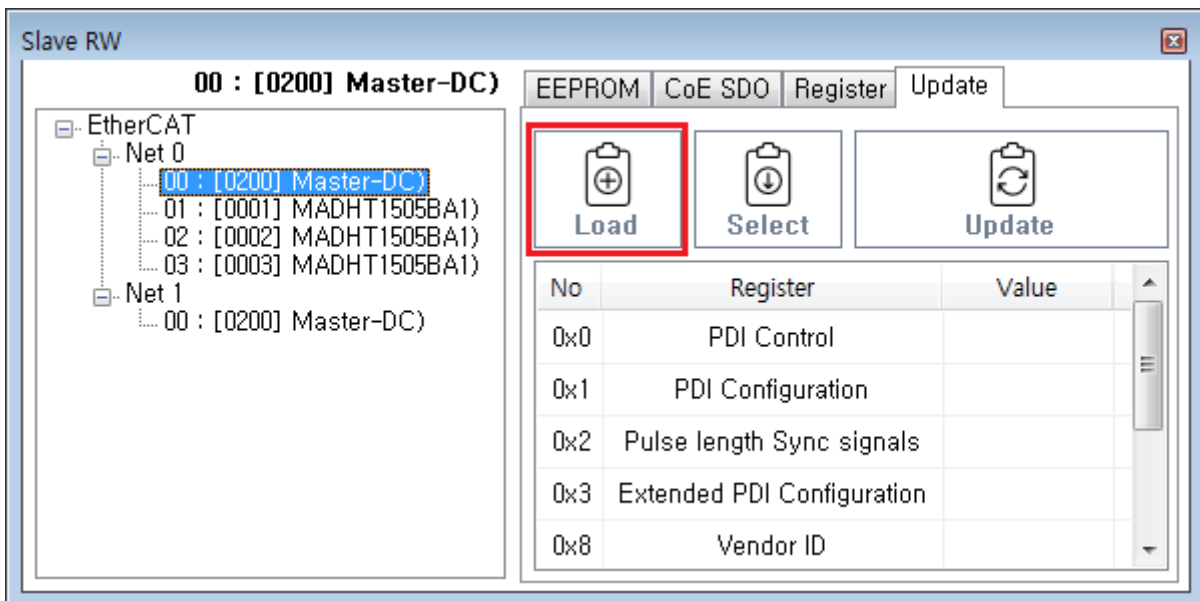 Slave RW
00 : [0200] Master-DC)
EtherCAT
Net 0
00 : [0200] Master-DC)
01 : [0001] MADHT1505BA1)
02 : [0002] MADHT1505BA1)
03 : [0003] MADHT1505BA1)
Net 1
00 : [0200] Master-DC)
EEPROM CoE SDO Register Update
Load Select Update
No Register Value
0x0 PDI Control
0x1 PDI Configuration
0x2 Pulse length Sync signals
0x3 Extended PDI Configuration
0x8 Vendor ID